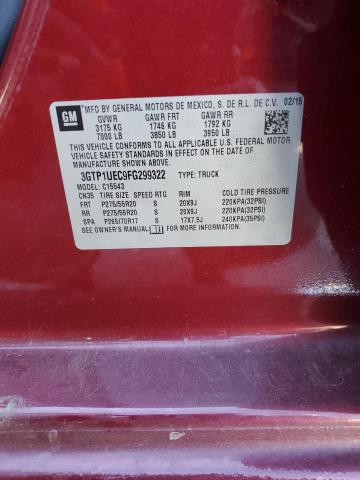 GM
MFD BY GENERAL MOTORS DE MEXICO, S. DE R.L. DE C.V. 02/15
GVWR GAWR FRT GAWR RR
3175 KG 1746 KG 1792 KG
7000 LB 3850 LB 3950 LB
THIS VEHICLE CONFORMS TO ALL APPLICABLE U.S. FEDERAL MOTOR
VEHICLE SAFETY AND THEFT PREVENTION STANDARDS IN EFFECT ON
THE DATE OF MANUFACTURE SHOWN ABOVE.
3GTP1UEC9FG299322 TYPE: TRUCK
MODEL: C15543
CN35 TIRE SIZE SPEED RTG RIM COLD TIRE PRESSURE
FRT P275/55R20 S 20X9J 220KPA(32PSI)
RR P275/55R20 S 20X9J 220KPA(32PSI)
SPA P265/70R17 S 17X7.5J 240KPA(35PSI)
SEE OWNER'S MANUAL FOR MORE INFORMATION.